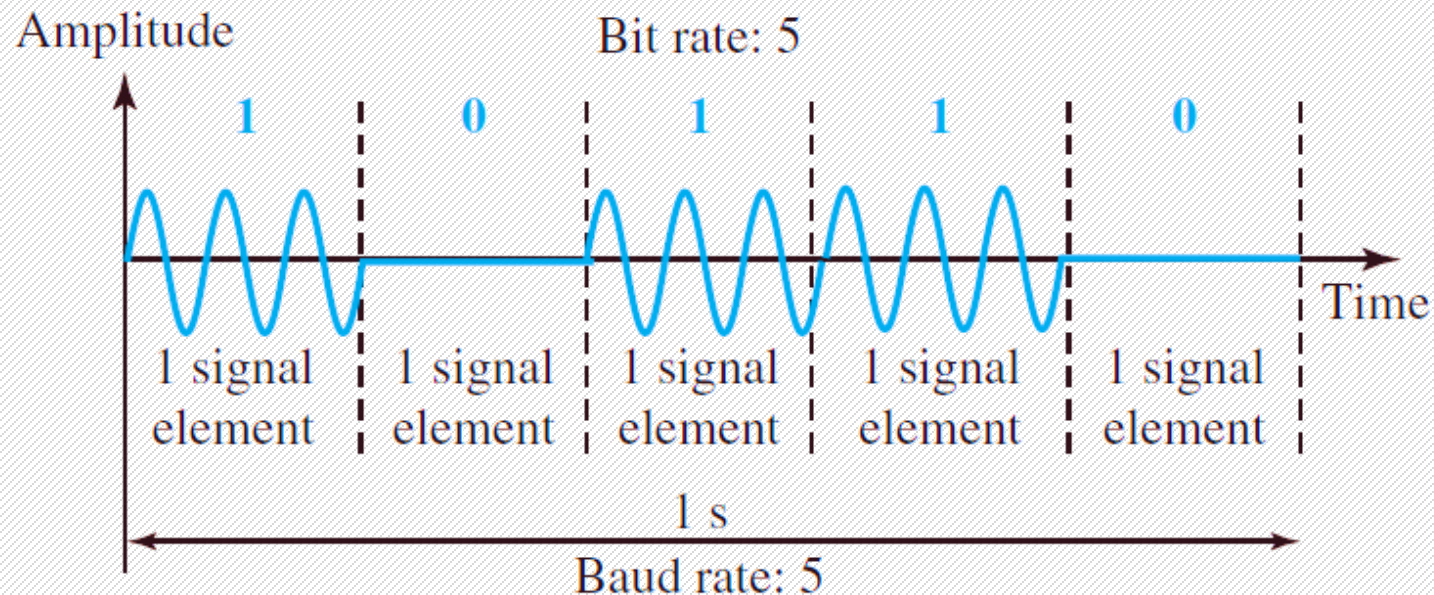 Amplitude
Bit rate: 5
1 0 1 1 0
Time
1 signal 1 signal 1 signal 1 signal 1 signal
element element element element element
1 s
Baud rate: 5